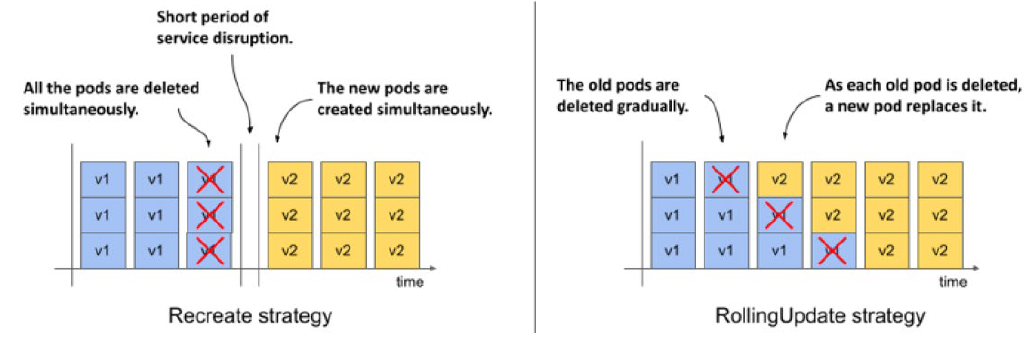 Short period of
service disruption.
All the pods are deleted
simultaneously.
The new pods are
created simultaneously.
v1 v1 v1 v2 v2 v2
v1 v1 v1 v2 v2 v2
v1 v1 v1 v2 v2 v2
time
Recreate strategy
The old pods are
deleted gradually.
As each old pod is deleted,
a new pod replaces it.
v1 v1 v2 v2 v2 v2
v1 v1 v1 v2 v2 v2
v1 v1 v1 v1 v2 v2
time
RollingUpdate strategy